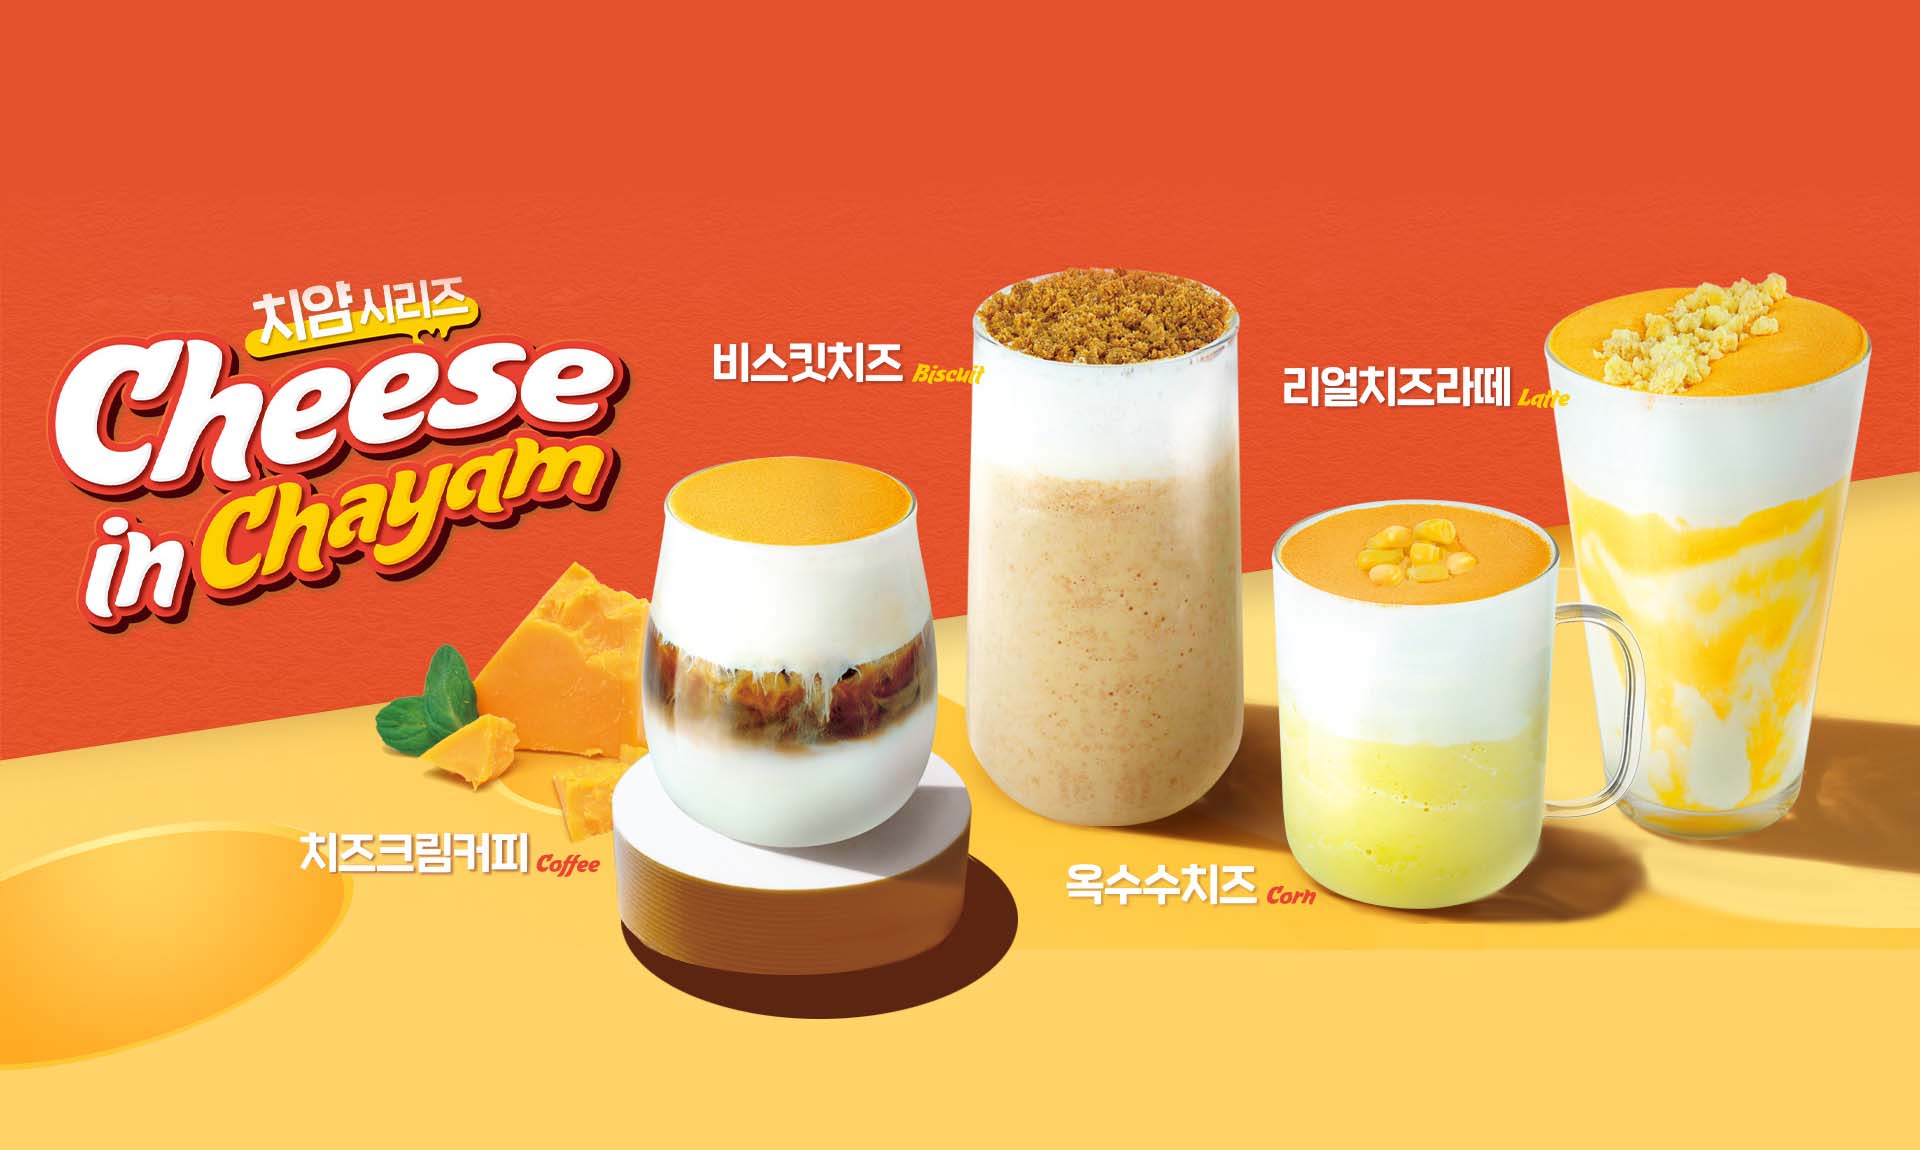 치얌 시리즈
Cheese
in Chayam
비스킷치즈 Biscuit
리얼치즈라떼 Latte
치즈크림커피 Coffee
옥수수치즈 Corn